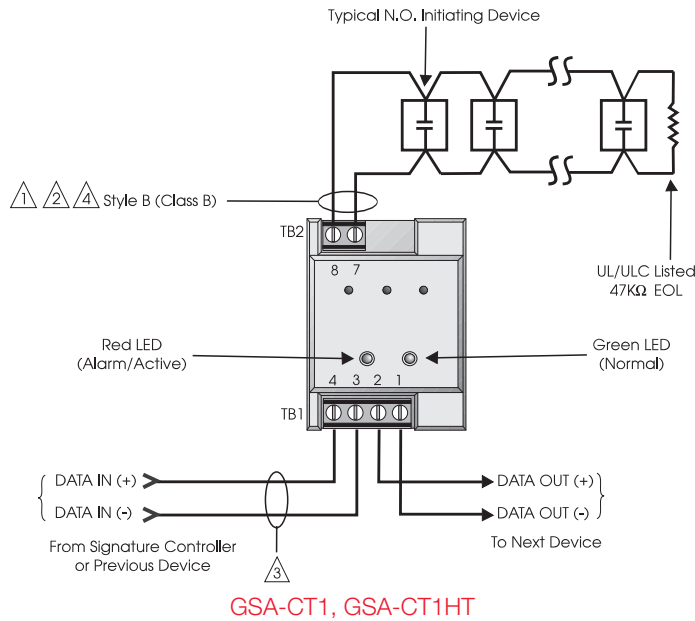 Typical N.O. Initiating Device
1 2 4 Style B (Class B)
TB2
8 7
UL/ULC Listed
47KΩ EOL
Red LED
(Alarm/Active)
Green LED
(Normal)
4 3 2 1
TB1
DATA IN (+)
DATA OUT (+)
DATA IN (-)
DATA OUT (-)
From Signature Controller
or Previous Device
To Next Device
3
GSA-CT1, GSA-CT1HT